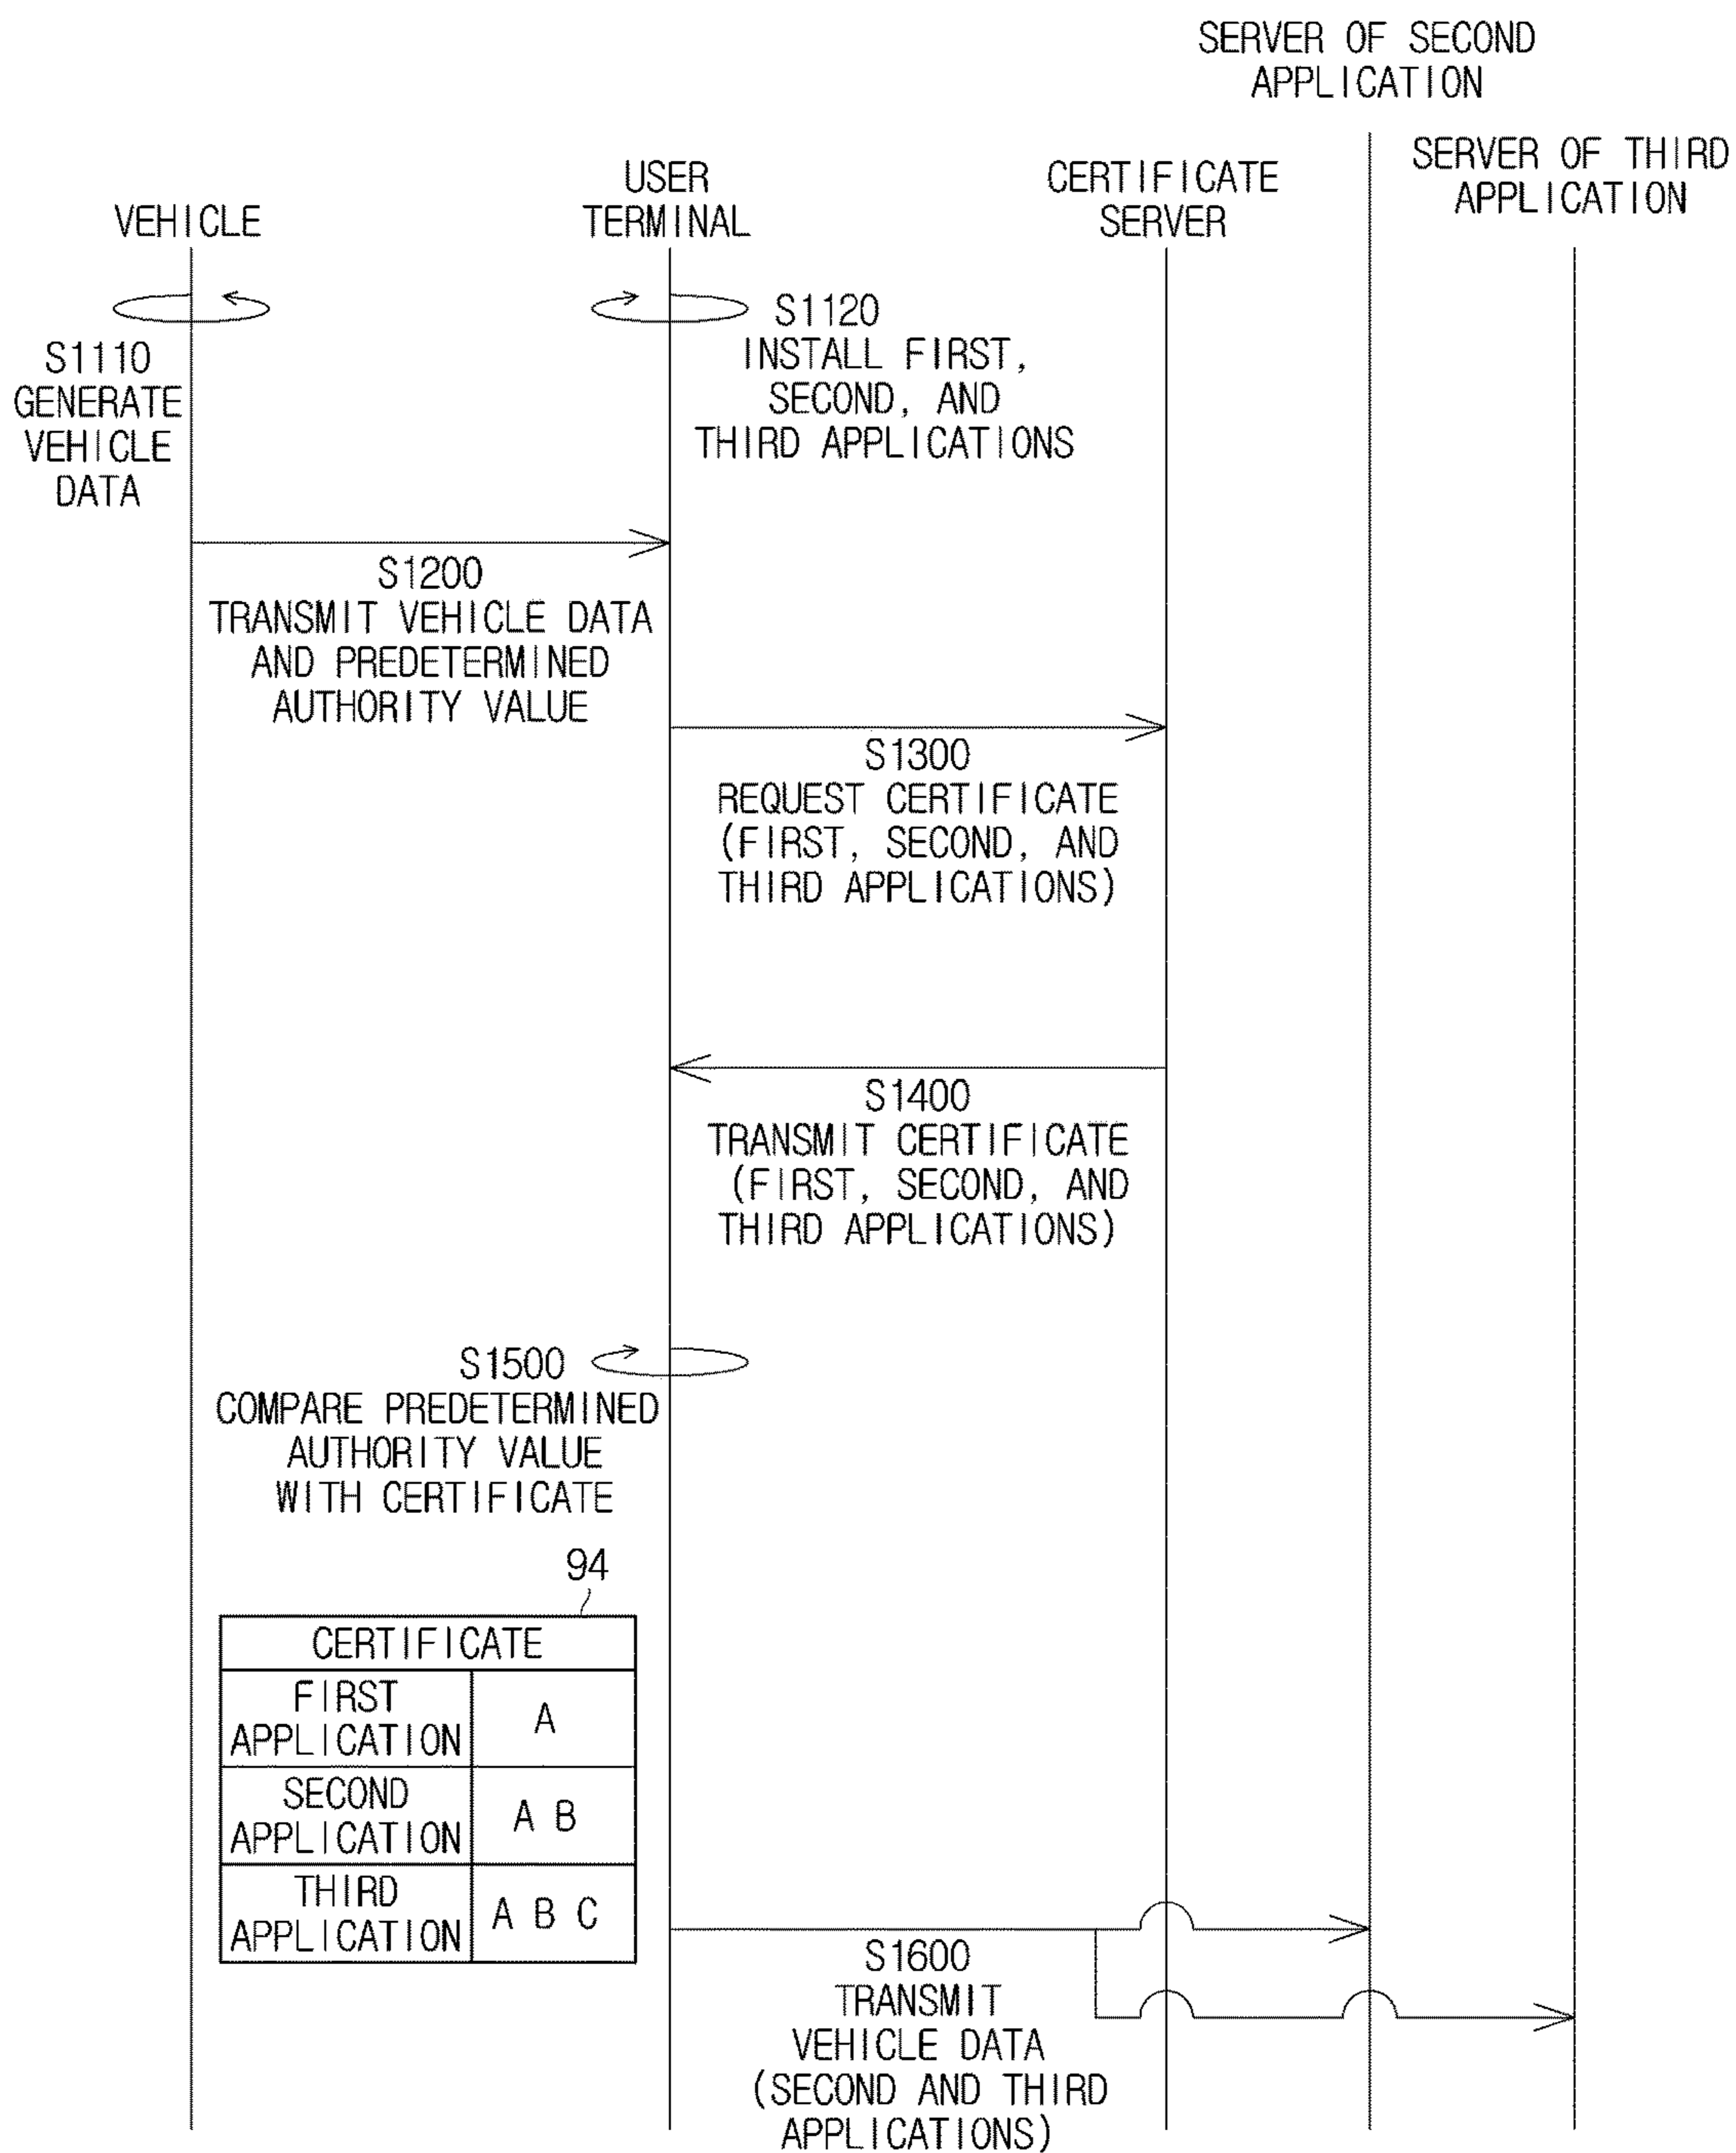 SERVER OF SECOND
APPLICATION
SERVER OF THIRD
APPLICATION
USER
TERMINAL
CERTIFICATE
SERVER
VEHICLE
S1110
GENERATE
VEHICLE
DATA
S1120
INSTALL FIRST,
SECOND, AND
THIRD APPLICATIONS
S1200
TRANSMIT VEHICLE DATA
AND PREDETERMINED
AUTHORITY VALUE
S1300
REQUEST CERTIFICATE
(FIRST, SECOND, AND
THIRD APPLICATIONS)
S1400
TRANSMIT CERTIFICATE
(FIRST, SECOND, AND
THIRD APPLICATIONS)
S1500
COMPARE PREDETERMINED
AUTHORITY VALUE
WITH CERTIFICATE
94
CERTIFICATE
FIRST
APPLICATION
A
SECOND
APPLICATION
A B
THIRD
APPLICATION
A B C
S1600
TRANSMIT
VEHICLE DATA
(SECOND AND THIRD
APPLICATIONS)